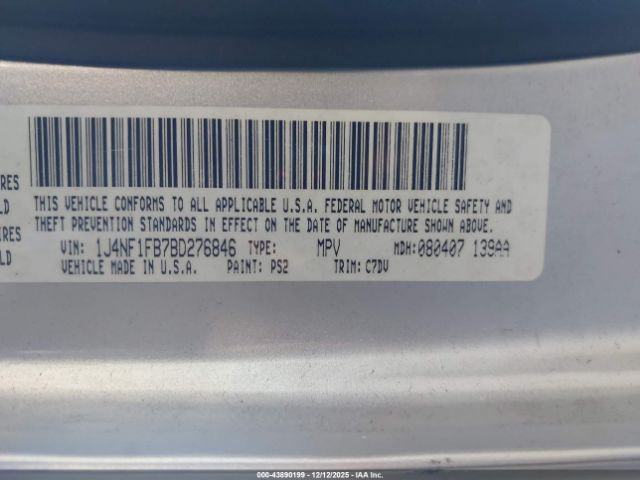 THIS VEHICLE CONFORMS TO ALL APPLICABLE U.S.A. FEDERAL MOTOR VEHICLE SAFETY AND
THEFT PREVENTION STANDARDS IN EFFECT ON THE DATE OF MANUFACTURE SHOWN ABOVE.
VIN: 1J4NF1FB7BD276846 TYPE: MPV MDH: 080407 139AA
VEHICLE MADE IN U.S.A. PAINT: PS2 TRIM: C7DV
RES
LD
IRES
LD
000-43890199 - 12/12/2025 - IAA Inc.